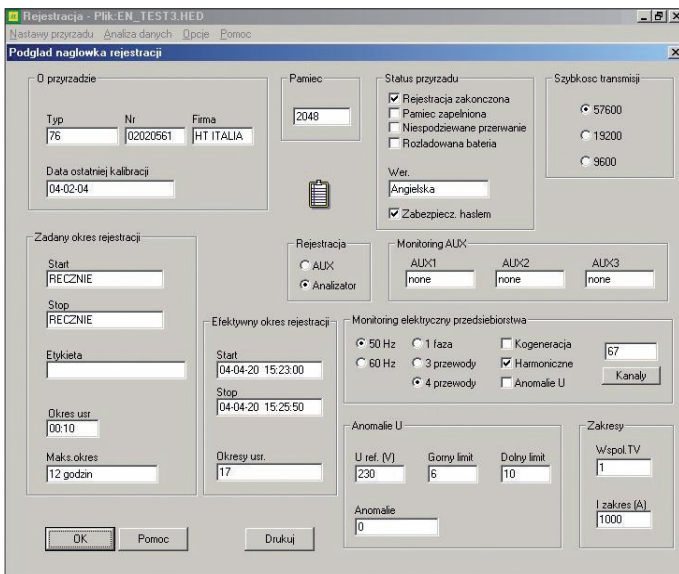 Rejestracja - Plik:EN_TEST3.HED
Nastawy przyrzadu Analiza danych Opcje Pomoc
Podglad naglowka rejestracji
O przyrzadzie
Typ Nr Firma
76 02020561 HT ITALIA
Data ostatniej kalibracji
04-02-04
Pamiec
2048
Status przyrzadu
Rejestracja zakonczona
Pamiec zapelniona
Niespodziewane przerwanie
Rozladowana bateria
Wer.
Angielska
Zabezpiecz. haslem
Szybkosc transmisji
57600
19200
9600
Zadany okres rejestracji
Start
RECZNIE
Stop
RECZNIE
Etykieta
Okres usr
00:10
Maks.okres
12 godzin
Rejestracja
AUX
Analizator
Monitoring AUX
AUX1 AUX2 AUX3
none none none
Efektywny okres rejestracji
Start
04-04-20 15:23:00
Stop
04-04-20 15:25:50
Okresy usr.
17
Monitoring elektryczny przedsiebiorstwa
50 Hz 1 faza Kogeneracja
60 Hz 3 przewody Harmoniczne
4 przewody Anomalie U
67
Kanaly
Anomalie U
U ref. (V) Gorny limit Dolny limit
230 6 10
Anomalie
0
Zakresy
Wspol.TV
1
I zakres (A)
1000
OK Pomoc Drukuj